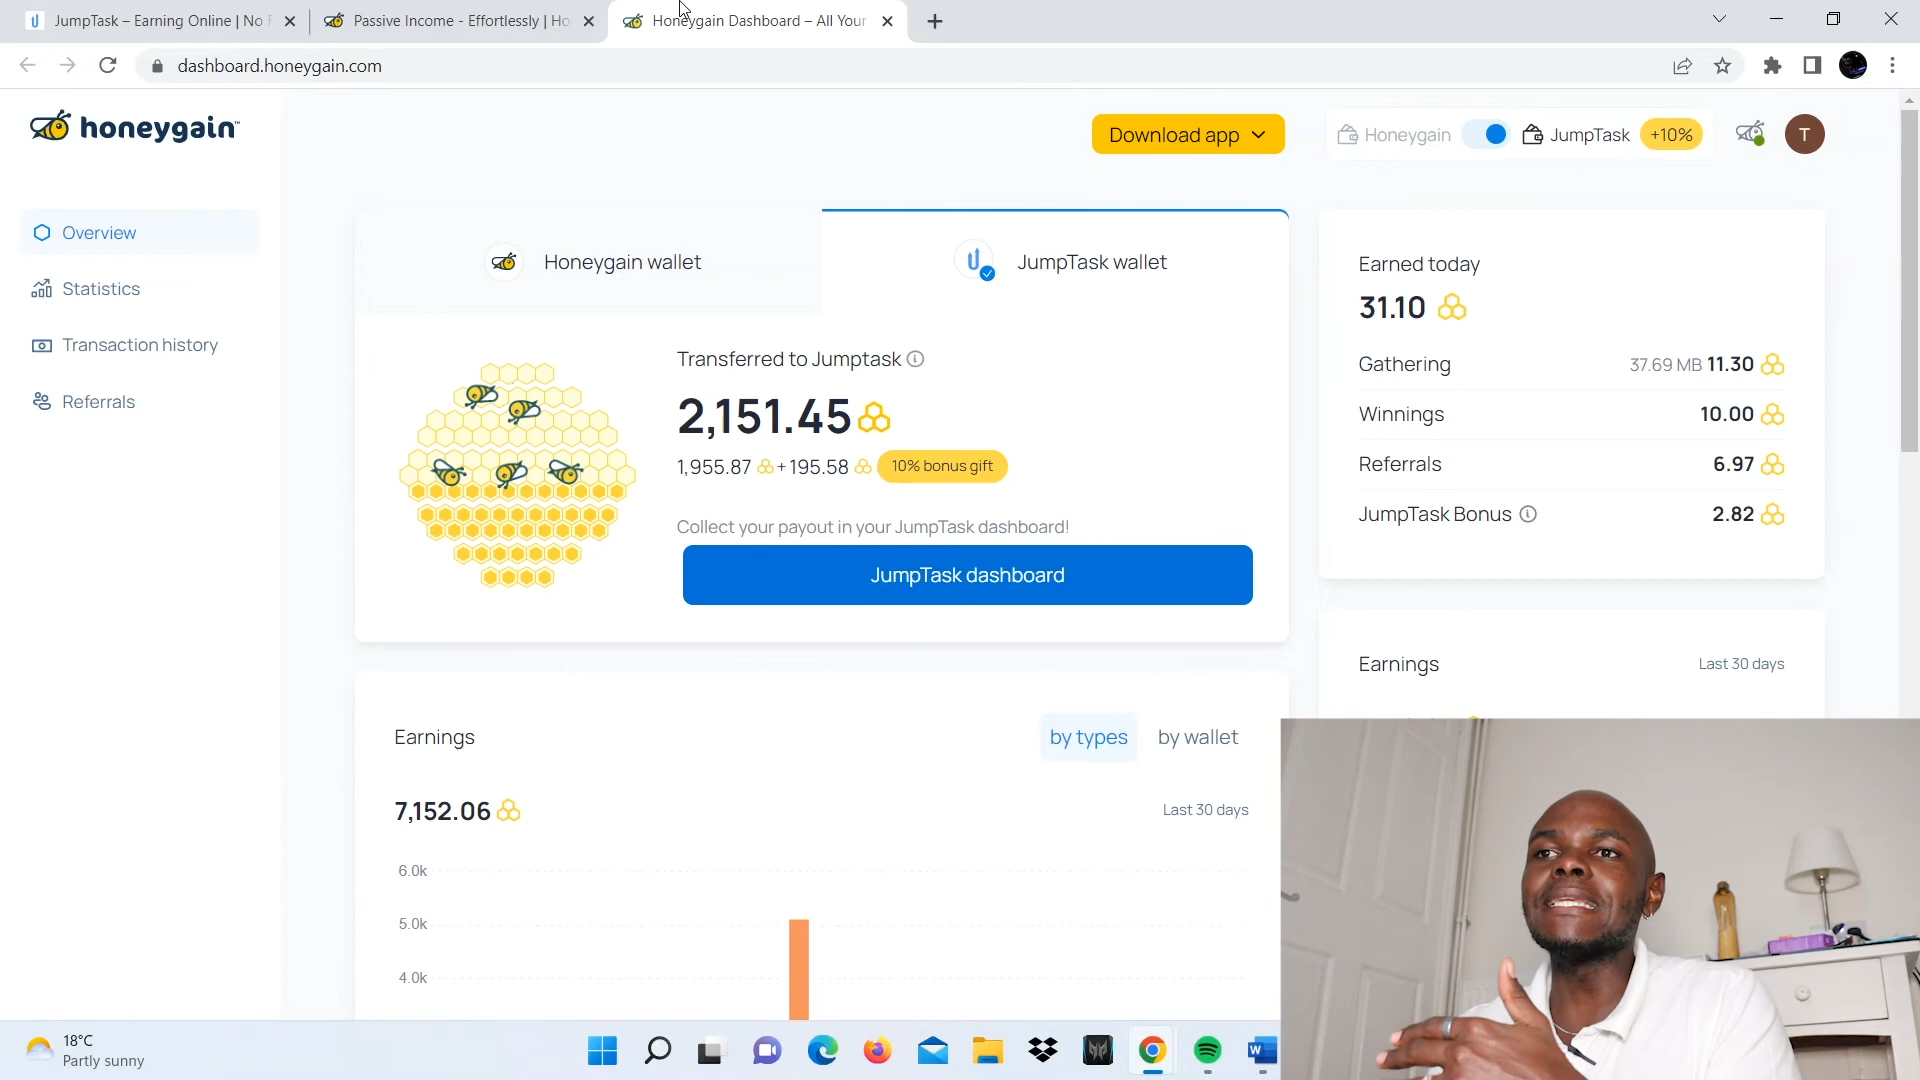 JumpTask – Earning Online | No F
Passive Income - Effortlessly | Ho
Honeygain Dashboard – All Your
dashboard.honeygain.com
honeygain™
Download app
Honeygain
JumpTask
+10%
T
Overview
Statistics
Transaction history
Referrals
Honeygain wallet
JumpTask wallet
Transferred to Jumptask
2,151.45
1,955.87 + 195.58 10% bonus gift
Collect your payout in your JumpTask dashboard!
JumpTask dashboard
Earned today
31.10
Gathering 37.69 MB 11.30
Winnings 10.00
Referrals 6.97
JumpTask Bonus 2.82
Earnings Last 30 days
Earnings by types by wallet
7,152.06 Last 30 days
6.0k
5.0k
4.0k
18°C
Partly sunny